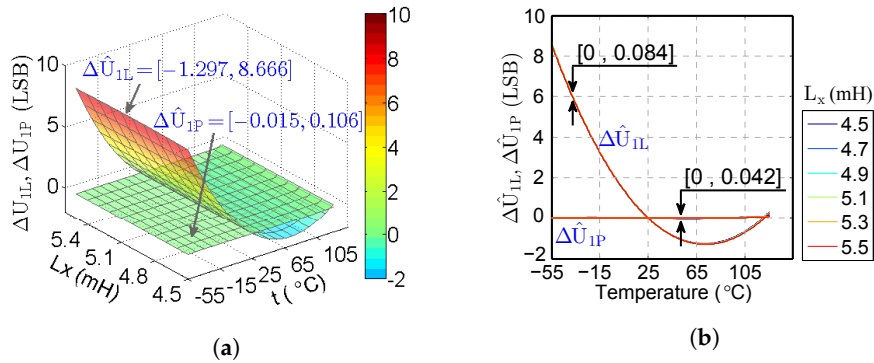 ΔU₁L, ΔU₁P (LSB)
10
5
0
ΔÛ₁L=[−1.297, 8.666]
ΔÛ₁P=[−0.015, 0.106]
5.4
5.1
4.8
4.5
Lx (mH)
-55
-15
25
65
105
t (°C)
10
8
6
4
2
0
-2
(a)
ΔÛ₁L, ΔÛ₁P (LSB)
10
8
6
4
2
0
−2
[0 , 0.084]
ΔÛ₁L
[0 , 0.042]
ΔÛ₁P
-55
-15
25
65
105
Temperature (°C)
Lₓ (mH)
4.5
4.7
4.9
5.1
5.3
5.5
(b)